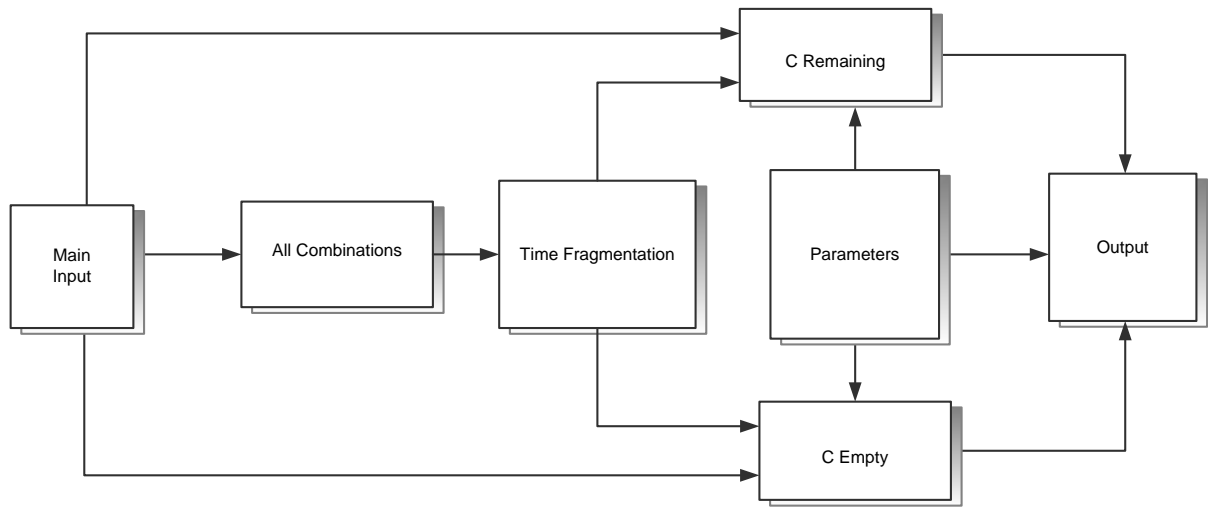 C Remaining
Main
Input
All Combinations
Time Fragmentation
Parameters
Output
C Empty